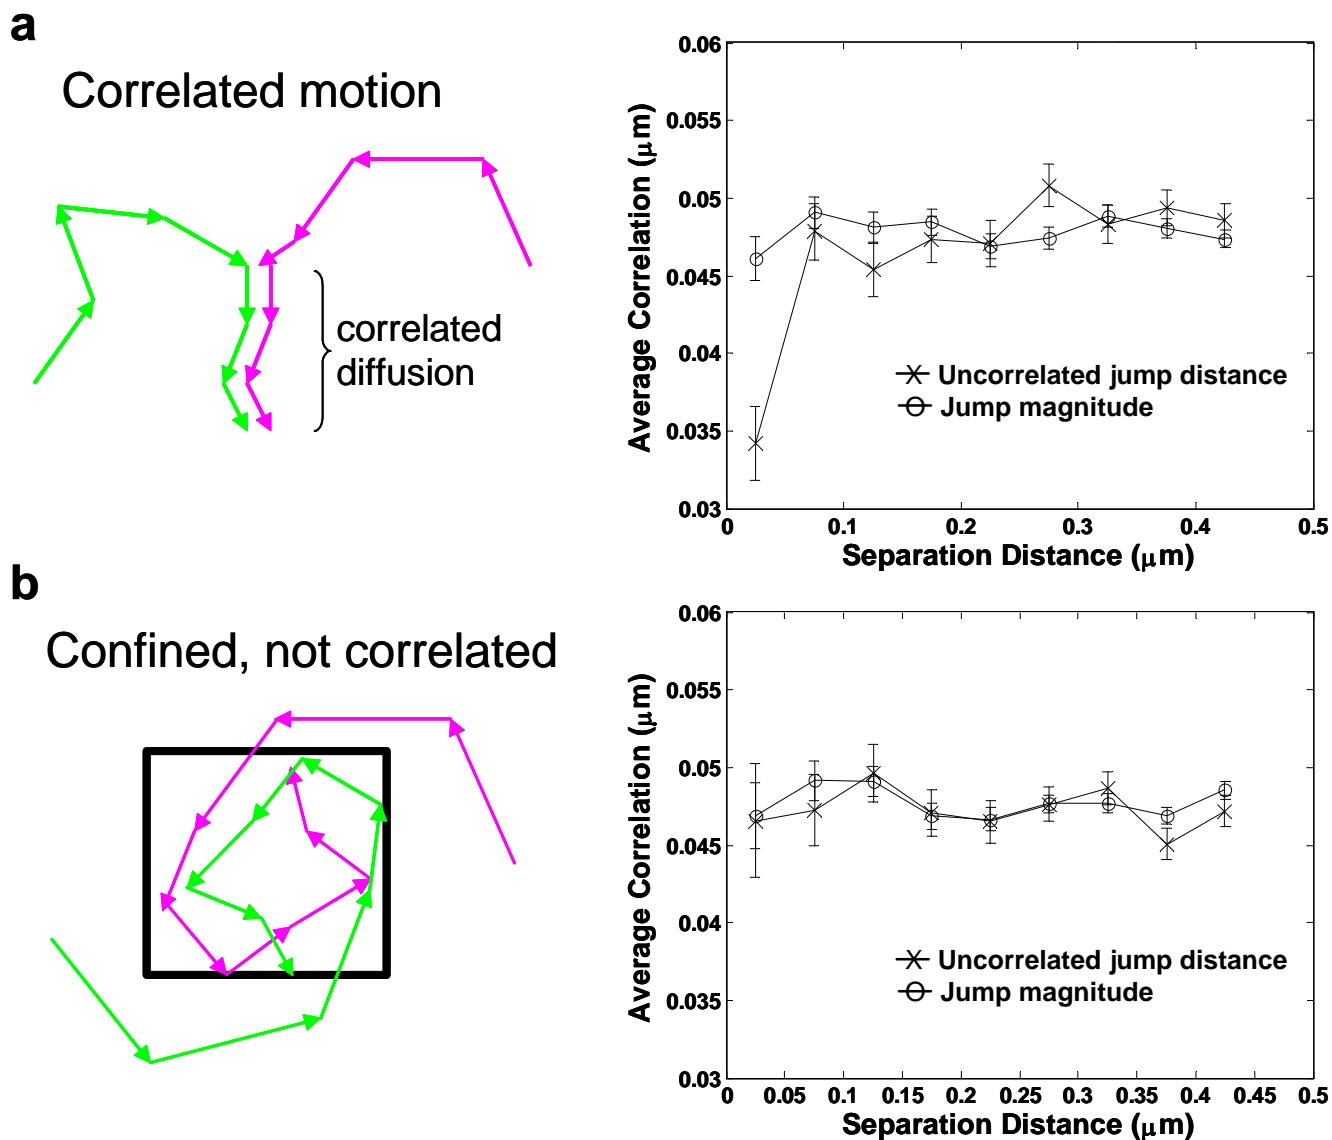 a
Correlated motion
correlated
diffusion
0.06
0.055
0.05
0.045
0.04
0.035
0.03
Average Correlation (μm)
Uncorrelated jump distance
Jump magnitude
0 0.1 0.2 0.3 0.4 0.5
Separation Distance (μm)
b
Confined, not correlated
0.06
0.055
0.05
0.045
0.04
0.035
0.03
Average Correlation (μm)
Uncorrelated jump distance
Jump magnitude
0 0.05 0.1 0.15 0.2 0.25 0.3 0.35 0.4 0.45 0.5
Separation Distance (μm)